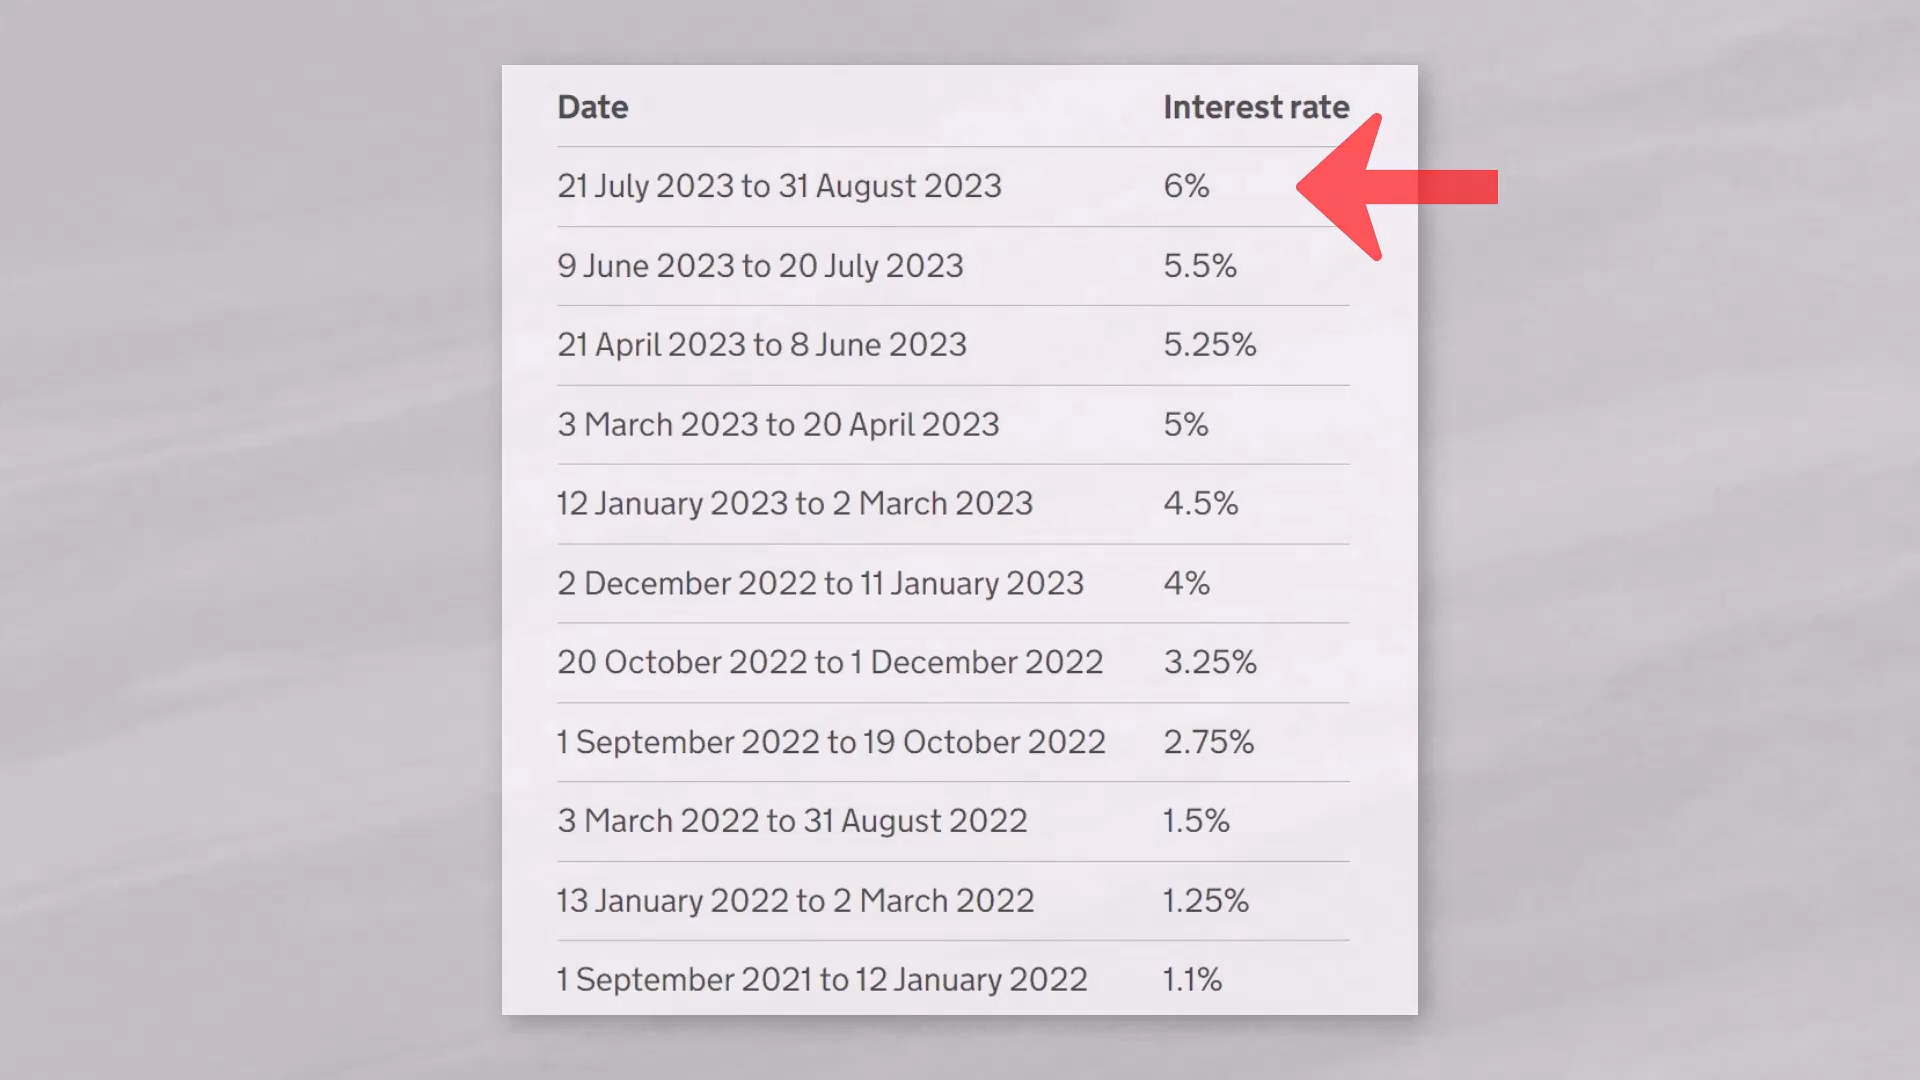 Date Interest rate
21 July 2023 to 31 August 2023 6%
9 June 2023 to 20 July 2023 5.5%
21 April 2023 to 8 June 2023 5.25%
3 March 2023 to 20 April 2023 5%
12 January 2023 to 2 March 2023 4.5%
2 December 2022 to 11 January 2023 4%
20 October 2022 to 1 December 2022 3.25%
1 September 2022 to 19 October 2022 2.75%
3 March 2022 to 31 August 2022 1.5%
13 January 2022 to 2 March 2022 1.25%
1 September 2021 to 12 January 2022 1.1%